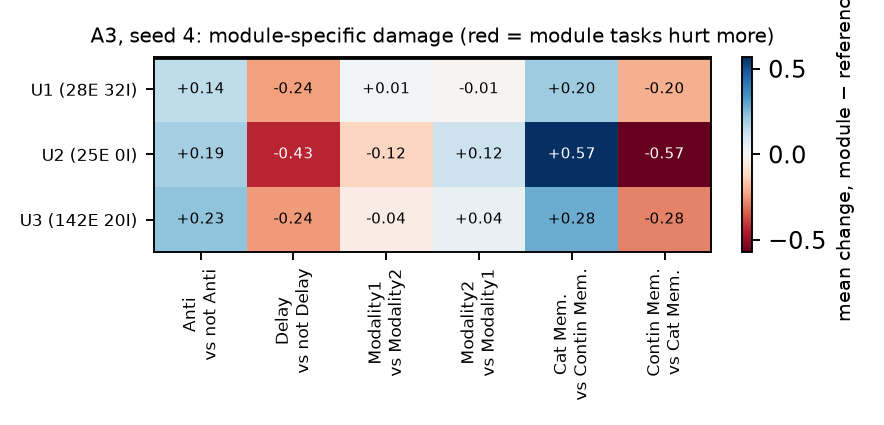 A3, seed 4: module-specific damage (red = module tasks hurt more)
U1 (28E 32I)
+0.14
-0.24
+0.01
-0.01
+0.20
-0.20
U2 (25E 0I)
+0.19
-0.43
-0.12
+0.12
+0.57
-0.57
U3 (142E 20I)
+0.23
-0.24
-0.04
+0.04
+0.28
-0.28
Anti
vs not Anti
Delay
vs not Delay
Modality1
vs Modality2
Modality2
vs Modality1
Cat Mem.
vs Contin Mem.
Contin Mem.
vs Cat Mem.
0.5
0.0
−0.5
mean change, module −